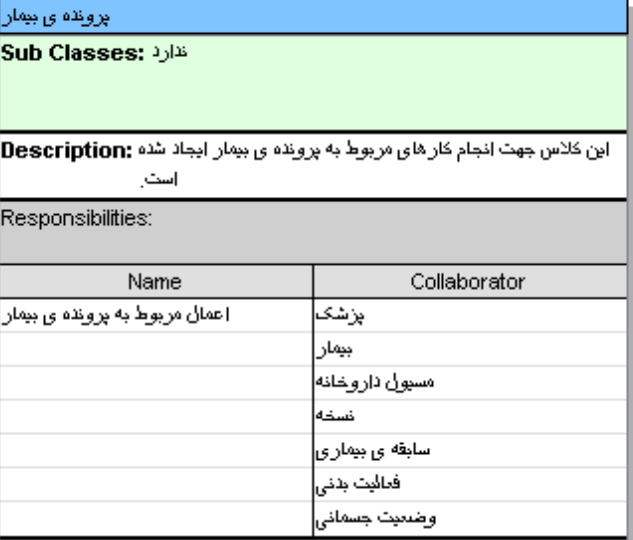 پرونده ی بیمار
Sub Classes: ندارد
Description: این کلاس جهت انجام کارهای مربوط به پرونده ی بیمار ایجاد شده
است.
Responsibilities:
Name Collaborator
اعمال مربوط به پرونده ی بیمار پزشک
بیمار
مسیول داروخانه
نسخه
سابقه ی بیماری
فعالیت بدنی
وضعیت جسمانی